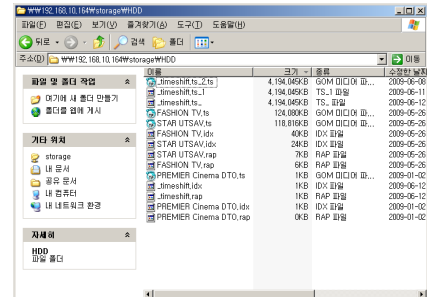 ₩₩192,168,10,164₩storage₩HDD
파일(F) 편집(E) 보기(V) 즐겨찾기(A) 도구(T) 도움말(H)
뒤로 검색 폴더
주소(D) ₩₩192,168,10,164₩storage₩HDD 이동
파일 및 폴더 작업
여기에 새 폴더 만들기
폴더를 웹에 게시
기타 위치
storage
내 문서
공유 문서
내 컴퓨터
내 네트워크 환경
자세히
HDD
파일 폴더
이름 크기 종류 수정한 날짜
_timeshift,ts_2,ts 4,194,045KB GOM 미디어 파... 2009-06-08
_timeshift,ts_1 4,194,045KB TS_1 파일 2009-06-11
_timeshift,ts_ 4,194,045KB TS_ 파일 2009-06-12
FASHION TV,ts 124,080KB GOM 미디어 파... 2009-05-26
STAR UTSAV,ts 118,816KB GOM 미디어 파... 2009-05-26
FASHION TV,idx 40KB IDX 파일 2009-05-26
STAR UTSAV,idx 24KB IDX 파일 2009-05-26
STAR UTSAV,rap 7KB RAP 파일 2009-05-26
FASHION TV,rap 6KB RAP 파일 2009-05-26
PREMIER Cinema DTO,ts 1KB GOM 미디어 파... 2009-01-02
_timeshift,idx 1KB IDX 파일 2009-06-12
_timeshift,rap 1KB RAP 파일 2009-06-12
PREMIER Cinema DTO,idx 1KB IDX 파일 2009-01-02
PREMIER Cinema DTO,rap 0KB RAP 파일 2009-01-02